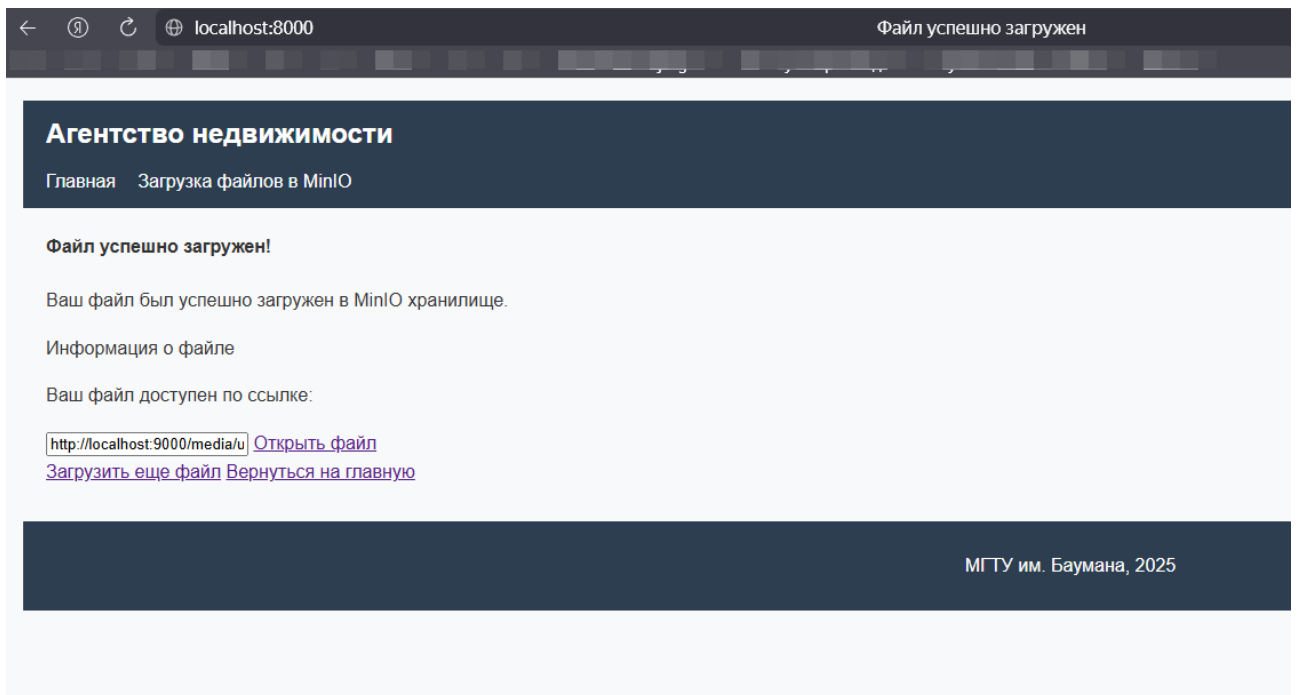 localhost:8000 Файл успешно загружен
Агентство недвижимости
Главная Загрузка файлов в MinIO
Файл успешно загружен!
Ваш файл был успешно загружен в MinIO хранилище.
Информация о файле
Ваш файл доступен по ссылке:
http://localhost:9000/media/u Открыть файл
Загрузить еще файл Вернуться на главную
МГТУ им. Баумана, 2025